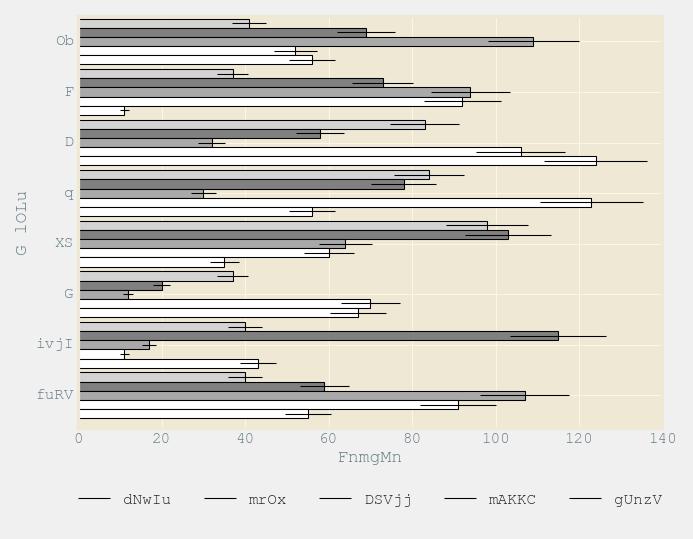 Ob
F
D
q
XS
G
ivjI
fuRV
G lOLu
0 20 40 60 80 100 120 140
FnmgMn
dNwIu mrOx DSVjj mAKKC gUnzV